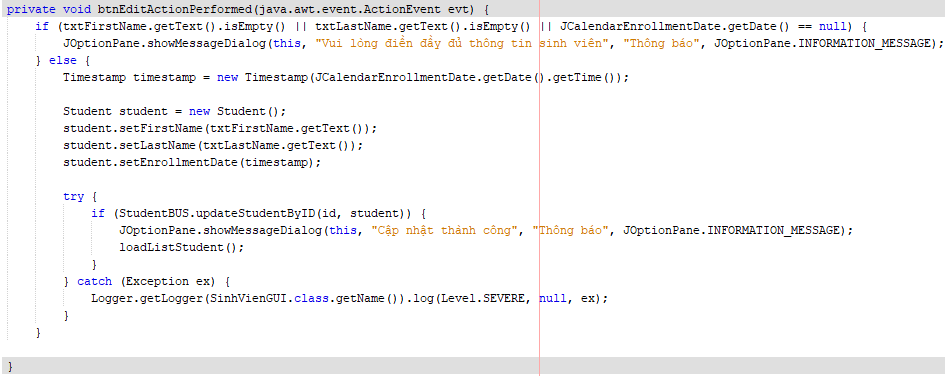 private void btnEditActionPerformed(java.awt.event.ActionEvent evt) {
if (txtFirstName.getText().isEmpty() || txtLastName.getText().isEmpty() || JCalendarEnrollmentDate.getDate() == null) {
JOptionPane.showMessageDialog(this, "Vui lòng điền đầy đủ thông tin sinh viên", "Thông báo", JOptionPane.INFORMATION_MESSAGE);
} else {
Timestamp timestamp = new Timestamp(JCalendarEnrollmentDate.getDate().getTime());
Student student = new Student();
student.setFirstName(txtFirstName.getText());
student.setLastName(txtLastName.getText());
student.setEnrollmentDate(timestamp);
try {
if (StudentBUS.updateStudentByID(id, student)) {
JOptionPane.showMessageDialog(this, "Cập nhật thành công", "Thông báo", JOptionPane.INFORMATION_MESSAGE);
loadListStudent();
}
} catch (Exception ex) {
Logger.getLogger(SinhVienGUI.class.getName()).log(Level.SEVERE, null, ex);
}
}
}